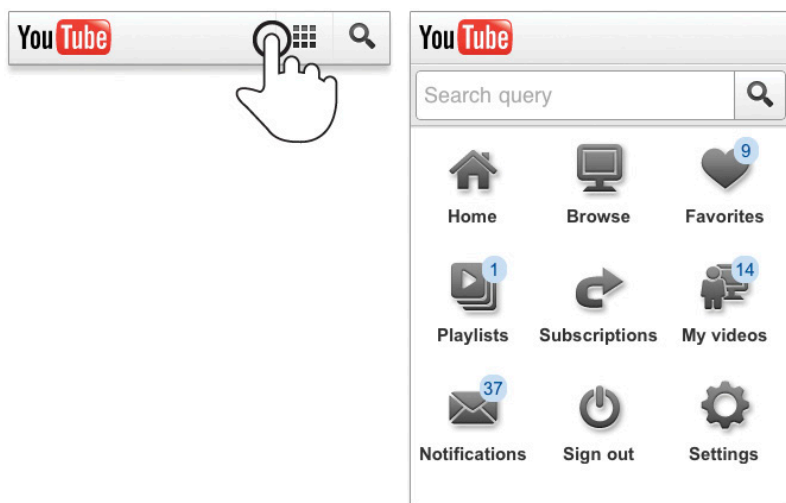 YouTube
YouTube
Search query
9
Home Browse Favorites
1 14
Playlists Subscriptions My videos
37
Notifications Sign out Settings